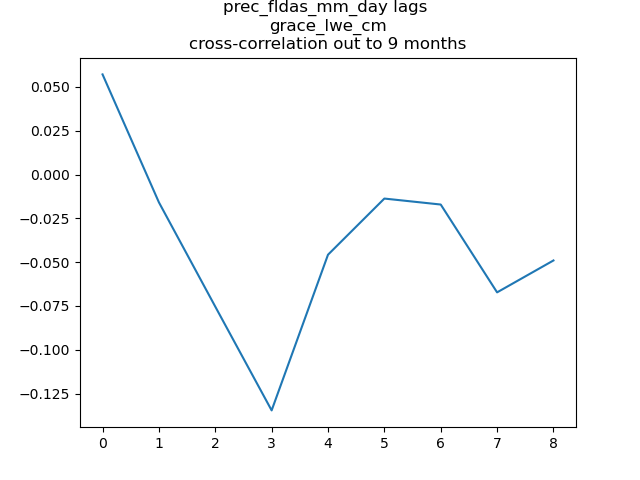 prec_fldas_mm_day lags
grace_lwe_cm
cross-correlation out to 9 months
0.050
0.025
0.000
−0.025
−0.050
−0.075
−0.100
−0.125
0 1 2 3 4 5 6 7 8